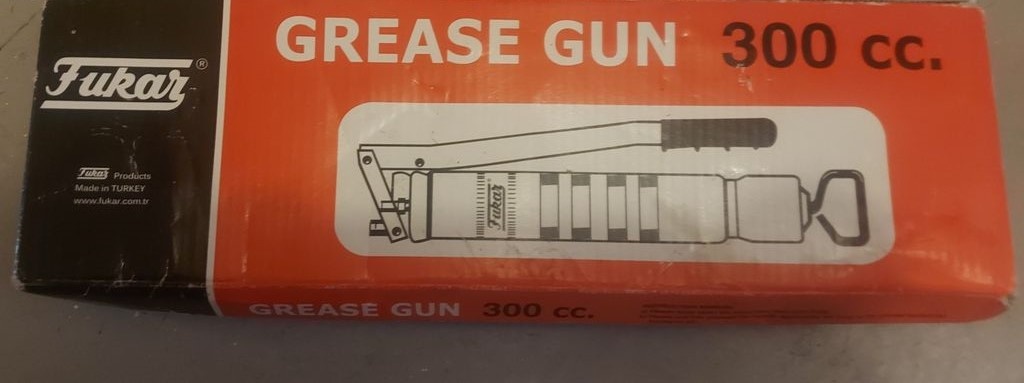 GREASE GUN 300 cc.
Fukar®
Fukar Products
Made in TURKEY
www.fukar.com.tr
Fukar
GREASE GUN 300 cc.